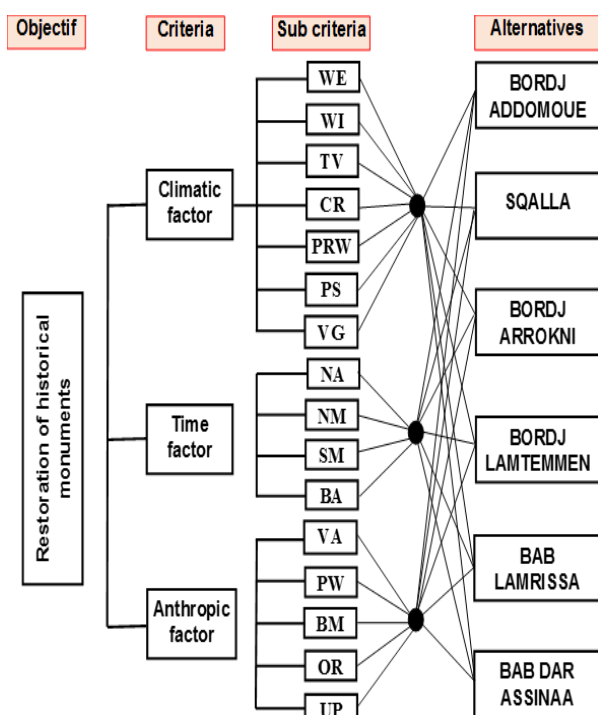 Objectif
Criteria
Sub criteria
Alternatives
Restoration of historical
monuments
Climatic
factor
Time
factor
Anthropic
factor
WE
WI
TV
CR
PRW
PS
VG
NA
NM
SM
BA
VA
PW
BM
OR
UP
BORDJ
ADDOMOUE
SQALLA
BORDJ
ARROKNI
BORDJ
LAMTEMMEN
BAB
LAMRISSA
BAB DAR
ASSINAA